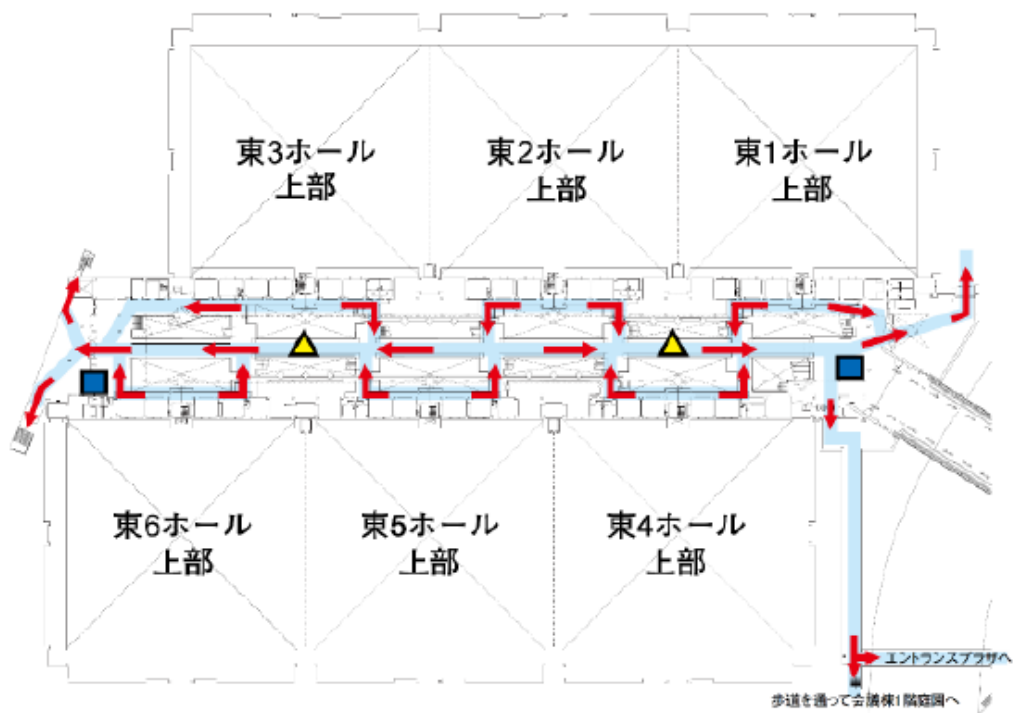 東3ホール
上部
東2ホール
上部
東1ホール
上部
東6ホール
上部
東5ホール
上部
東4ホール
上部
エントランスプラザへ
歩道を通って会議棟1階庭園へ